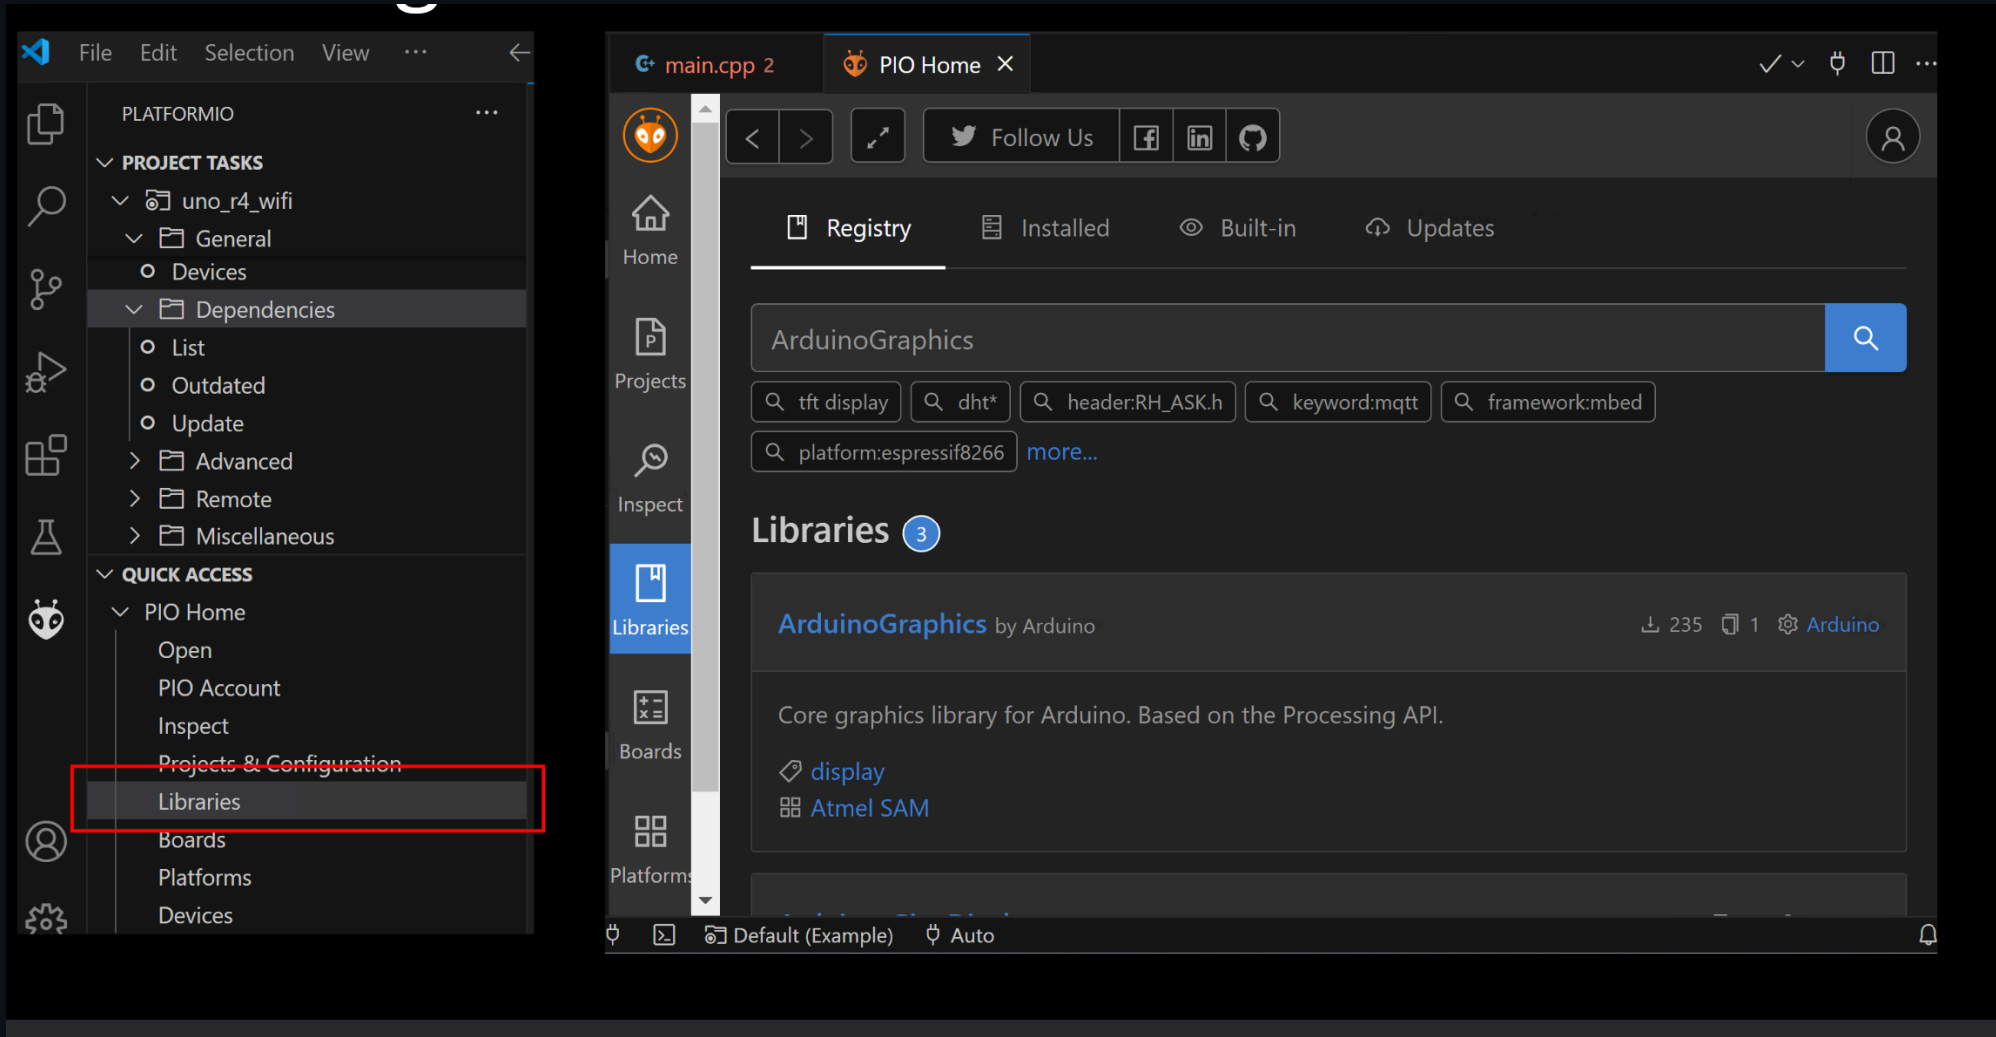 File Edit Selection View ...
PLATFORMIO ...
PROJECT TASKS
uno_r4_wifi
General
Devices
Dependencies
List
Outdated
Update
Advanced
Remote
Miscellaneous
QUICK ACCESS
PIO Home
Open
PIO Account
Inspect
Projects & Configuration
Libraries
Boards
Platforms
Devices
main.cpp 2
PIO Home
Follow Us
Home
Projects
Inspect
Libraries
Boards
Platforms
Registry Installed Built-in Updates
ArduinoGraphics
tft display dht* header:RH_ASK.h keyword:mqtt framework:mbed
platform:espressif8266 more...
Libraries 3
ArduinoGraphics by Arduino 235 1 Arduino
Core graphics library for Arduino. Based on the Processing API.
display
Atmel SAM
Default (Example) Auto